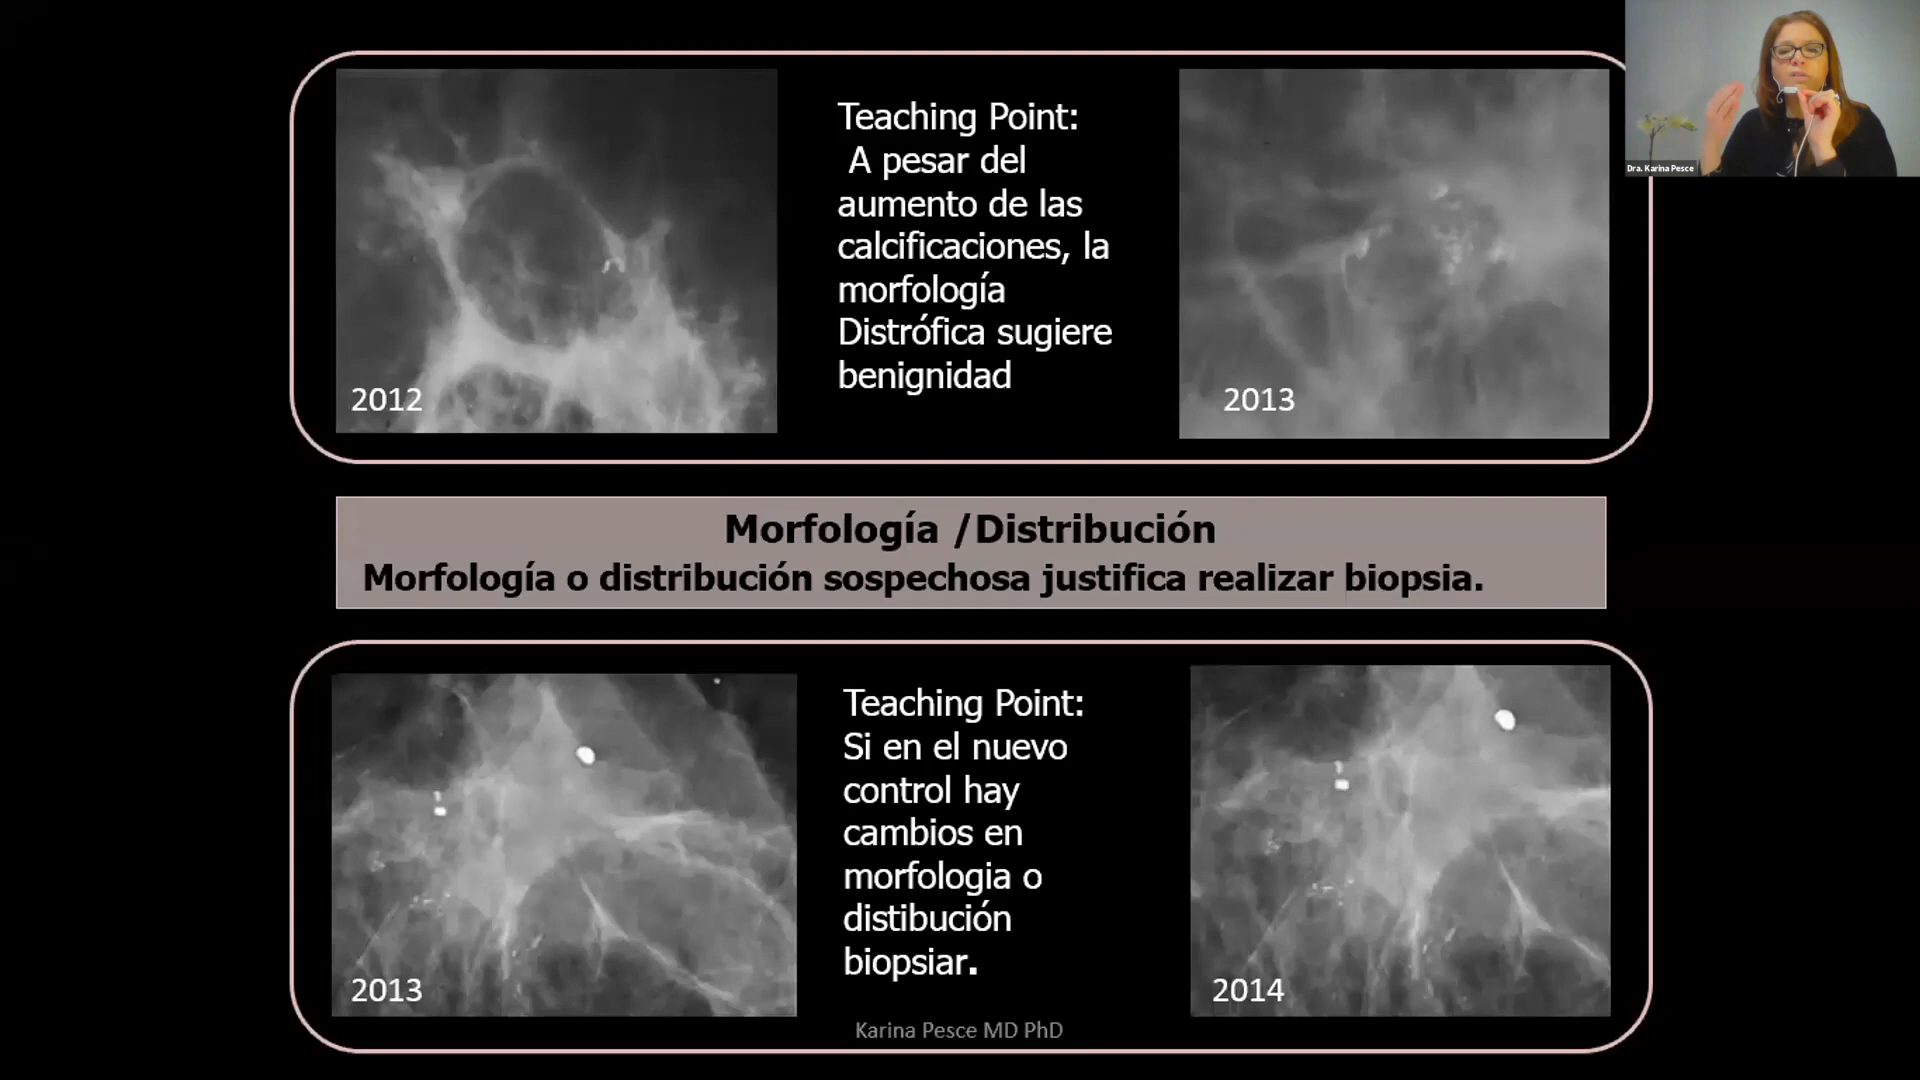 Teaching Point:
A pesar del
aumento de las
calcificaciones, la
morfología
Distrófica sugiere
benignidad
2012
2013
Dra. Karina Pesce
Morfología /Distribución
Morfología o distribución sospechosa justifica realizar biopsia.
Teaching Point:
Si en el nuevo
control hay
cambios en
morfologia o
distibución
biopsiar.
2013
2014
Karina Pesce MD PhD